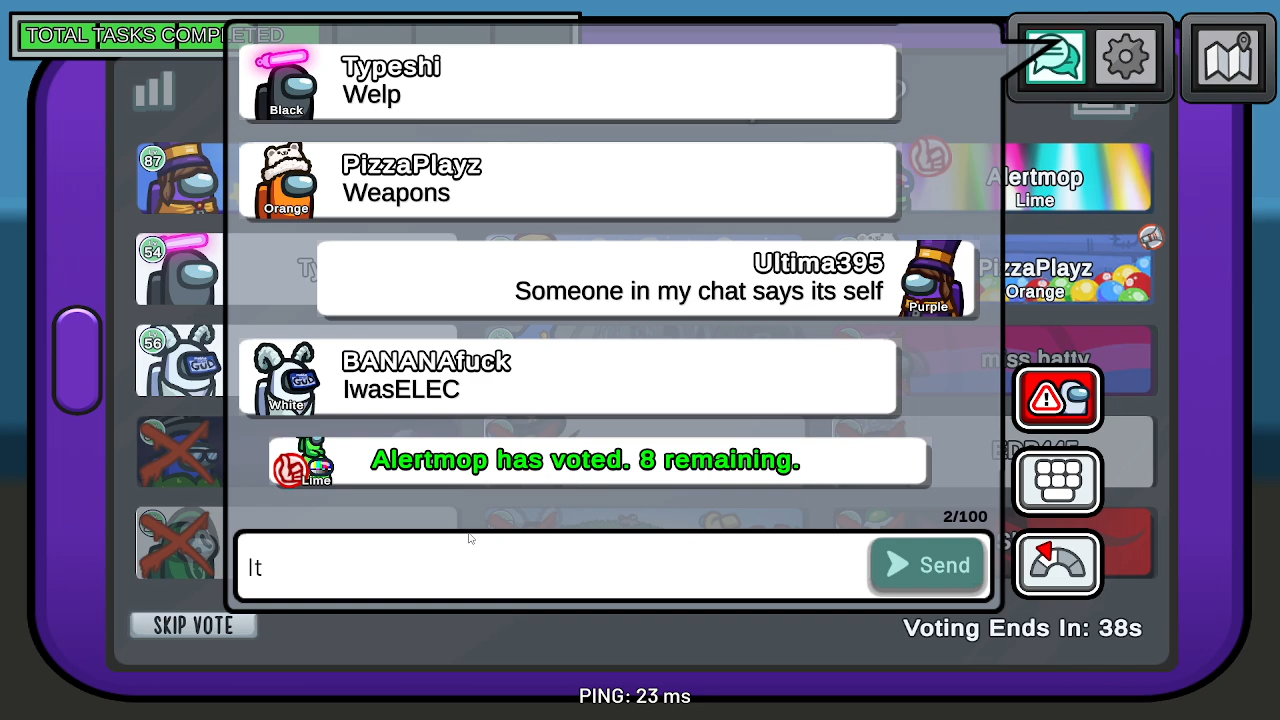 TOTAL TASKS COMPLETED
Typeshi
Welp
Black
PizzaPlayz
Weapons
Orange
Ultima395
Someone in my chat says its self
Purple
BANANAfuck
IwasELEC
White
Alertmop has voted. 8 remaining.
Lime
2/100
It
Send
87
54
56
Alertmop
Lime
PizzaPlayz
Orange
miss hatty
SKIP VOTE
Voting Ends In: 38s
PING: 23 ms